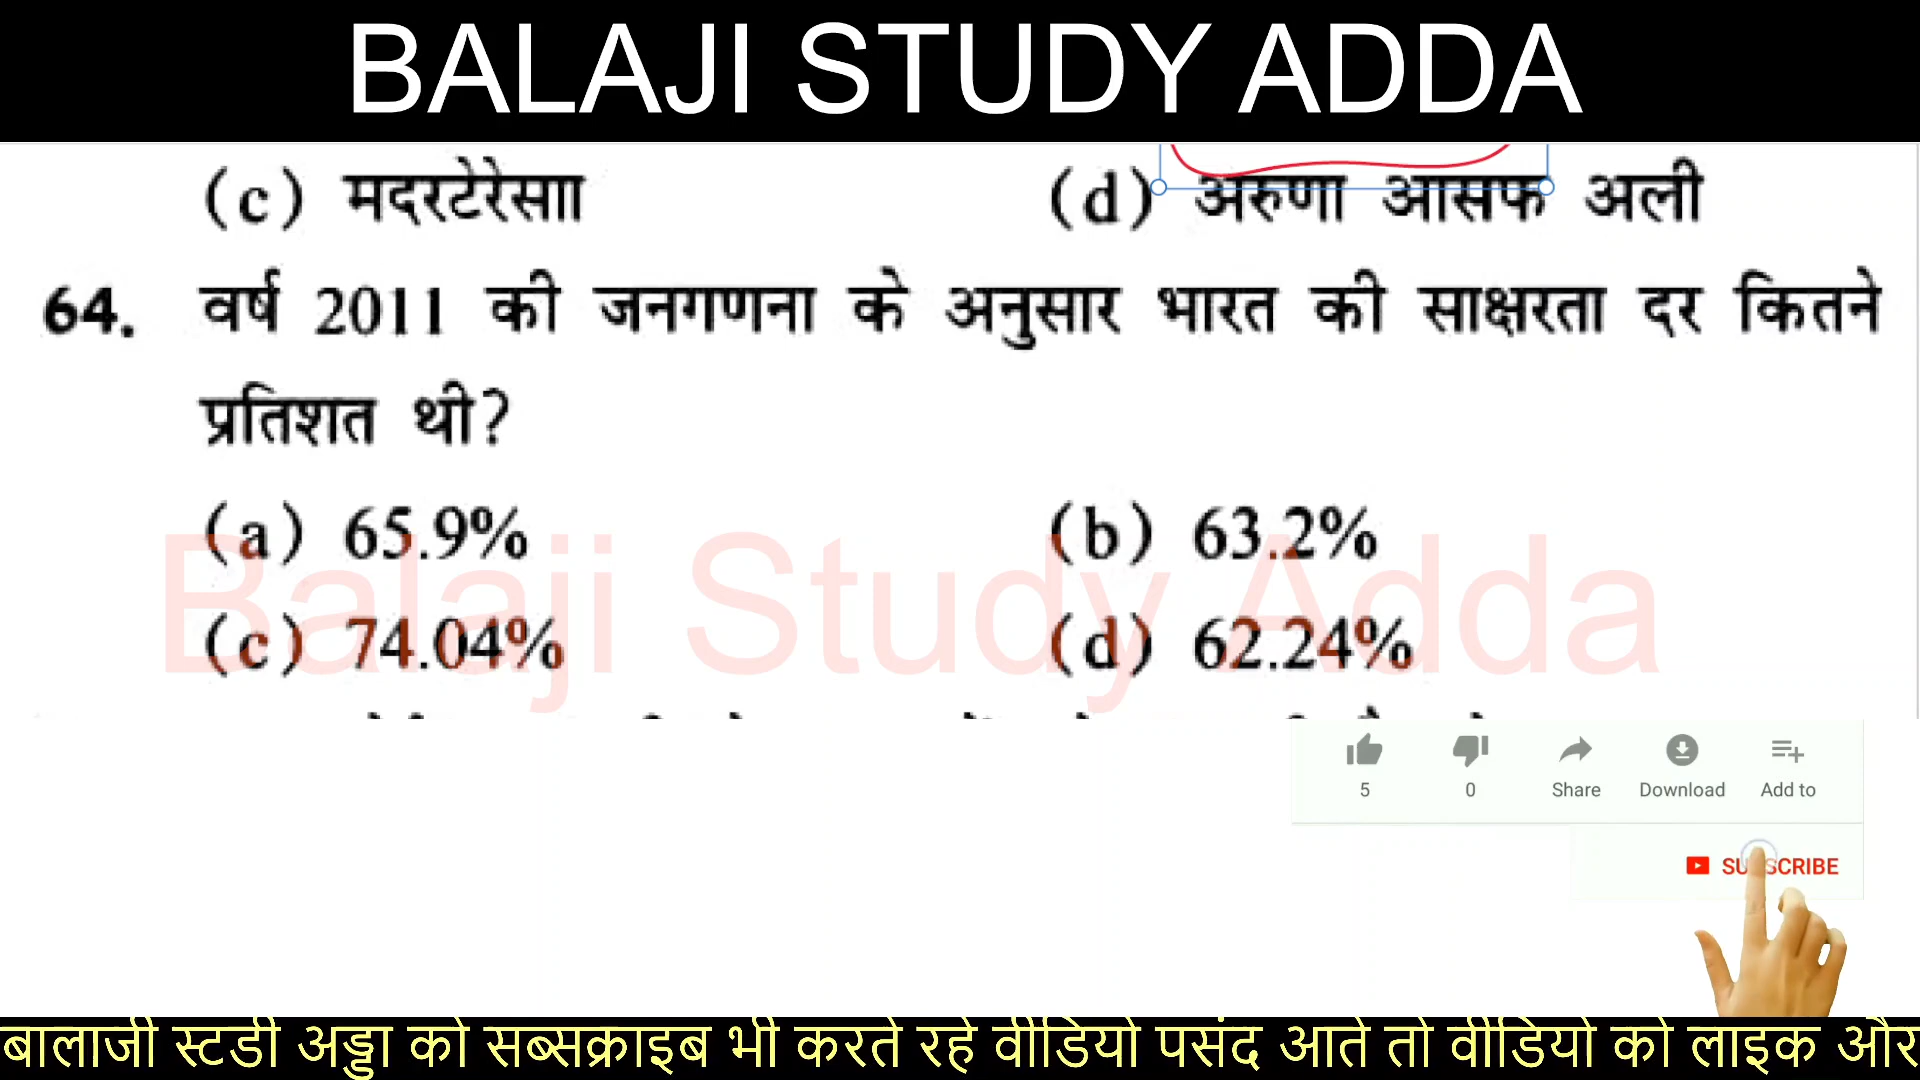 BALAJI STUDY ADDA
(c) मदरटेरेसाा (d) अरुणा आसफ अली
64. वर्ष 2011 की जनगणना के अनुसार भारत की साक्षरता दर कितने
प्रतिशत थी?
(a) 65.9% (b) 63.2%
Balaji Study Adda
(c) 74.04% (d) 62.24%
5 0 Share Download Add to
SUBSCRIBE
बालाजी स्टडी अड्डा को सब्सक्राइब भी करते रहे वीडियो पसंद आते तो वीडियो को लाइक और